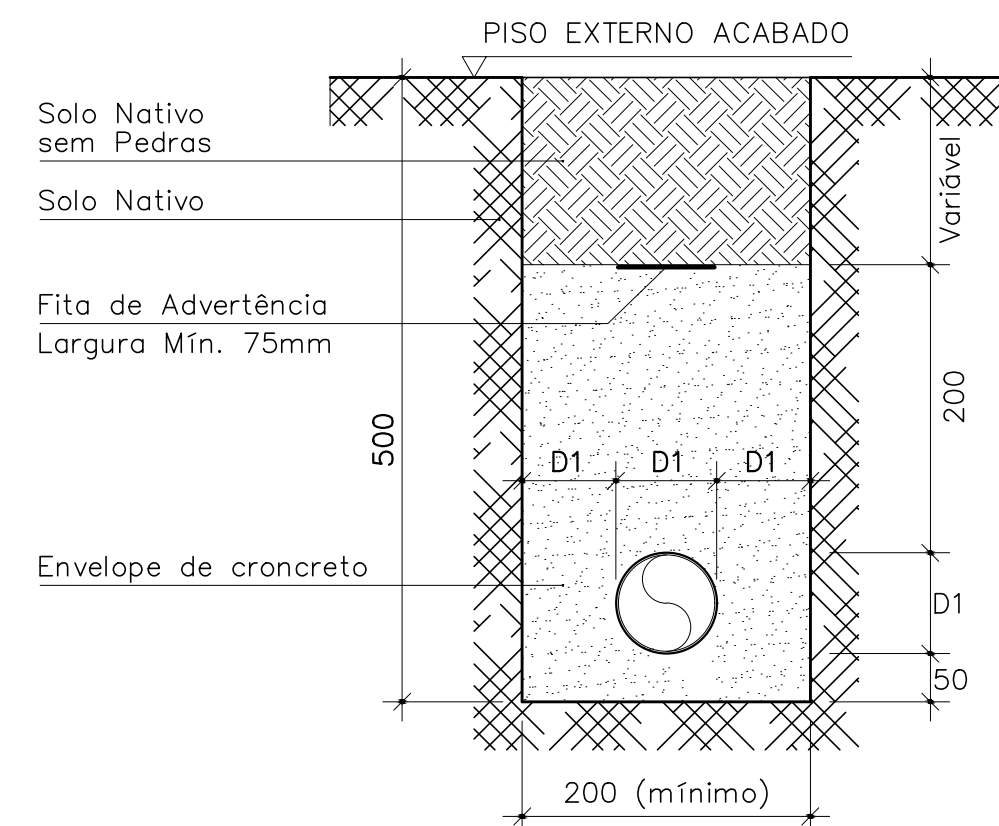 PISO EXTERNO ACABADO
Solo Nativo
sem Pedras
Solo Nativo
Variável
Fita de Advertência
Largura Mín. 75mm
200
500
D1 D1 D1
Envelope de croncreto
D1
50
200 (mínimo)